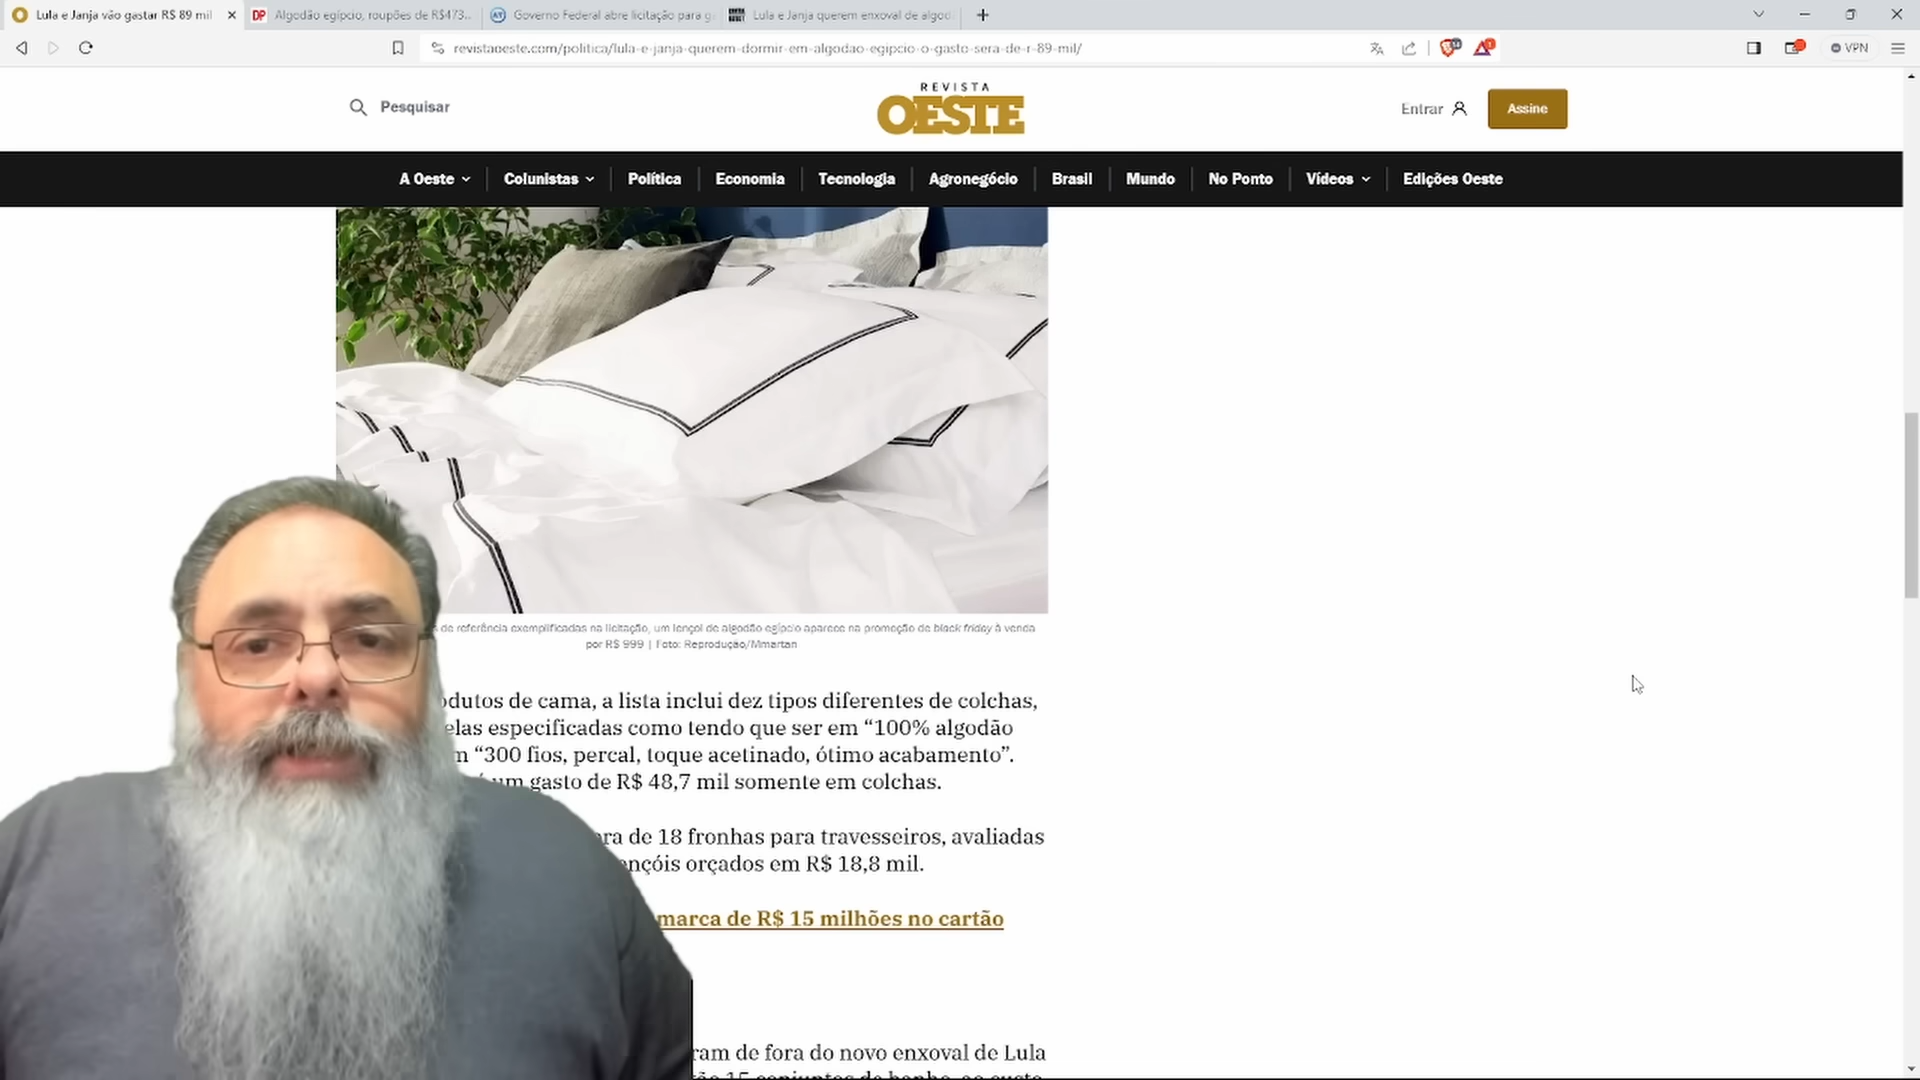 Lula e Janja vão gastar R$ 89 mil
Algodão egípcio, roupões de R$473...
Governo Federal abre licitação para g
Lula e Janja querem enxoval de algod
revistaoeste.com/politica/lula-e-janja-querem-dormir-em-algodao-egipcio-o-gasto-sera-de-r-89-mil/
VPN
Pesquisar
REVISTA
OESTE
Entrar
Assine
A Oeste
Colunistas
Política
Economia
Tecnologia
Agronegócio
Brasil
Mundo
No Ponto
Vídeos
Edições Oeste
de referência exemplificadas na licitação, um lençol de algodão egípcio aparece na promoção de black friday à venda
por R$ 999 | Foto: Reprodução/Mmartan
odutos de cama, a lista inclui dez tipos diferentes de colchas,
elas especificadas como tendo que ser em “100% algodão
m “300 fios, percal, toque acetinado, ótimo acabamento”.
um gasto de R$ 48,7 mil somente em colchas.
ra de 18 fronhas para travesseiros, avaliadas
nçóis orçados em R$ 18,8 mil.
marca de R$ 15 milhões no cartão
ram de fora do novo enxoval de Lula